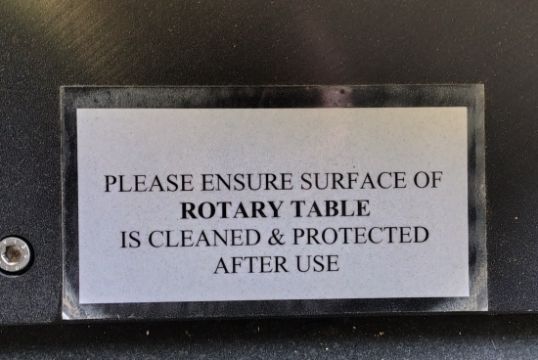 PLEASE ENSURE SURFACE OF
ROTARY TABLE
IS CLEANED & PROTECTED
AFTER USE